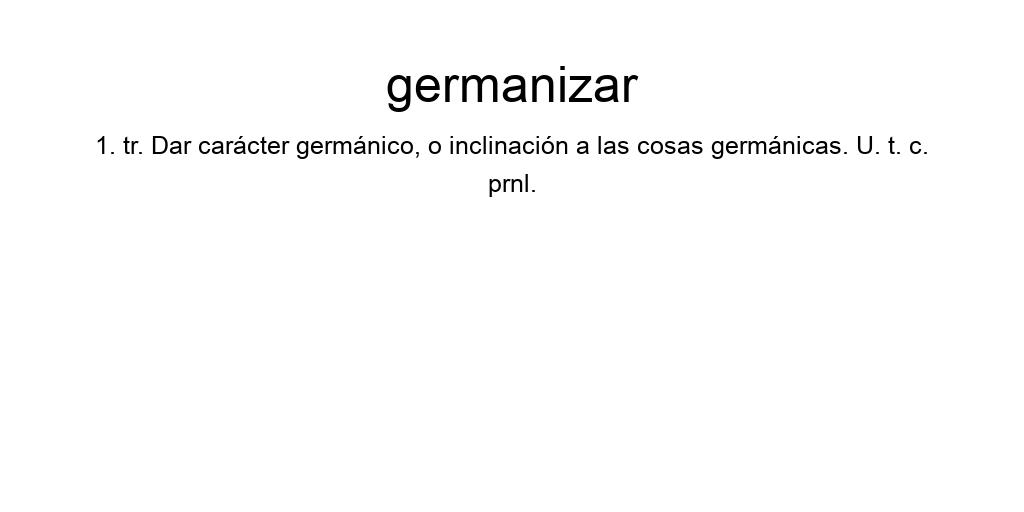 germanizar
1. tr. Dar carácter germánico, o inclinación a las cosas germánicas. U. t. c.
prnl.